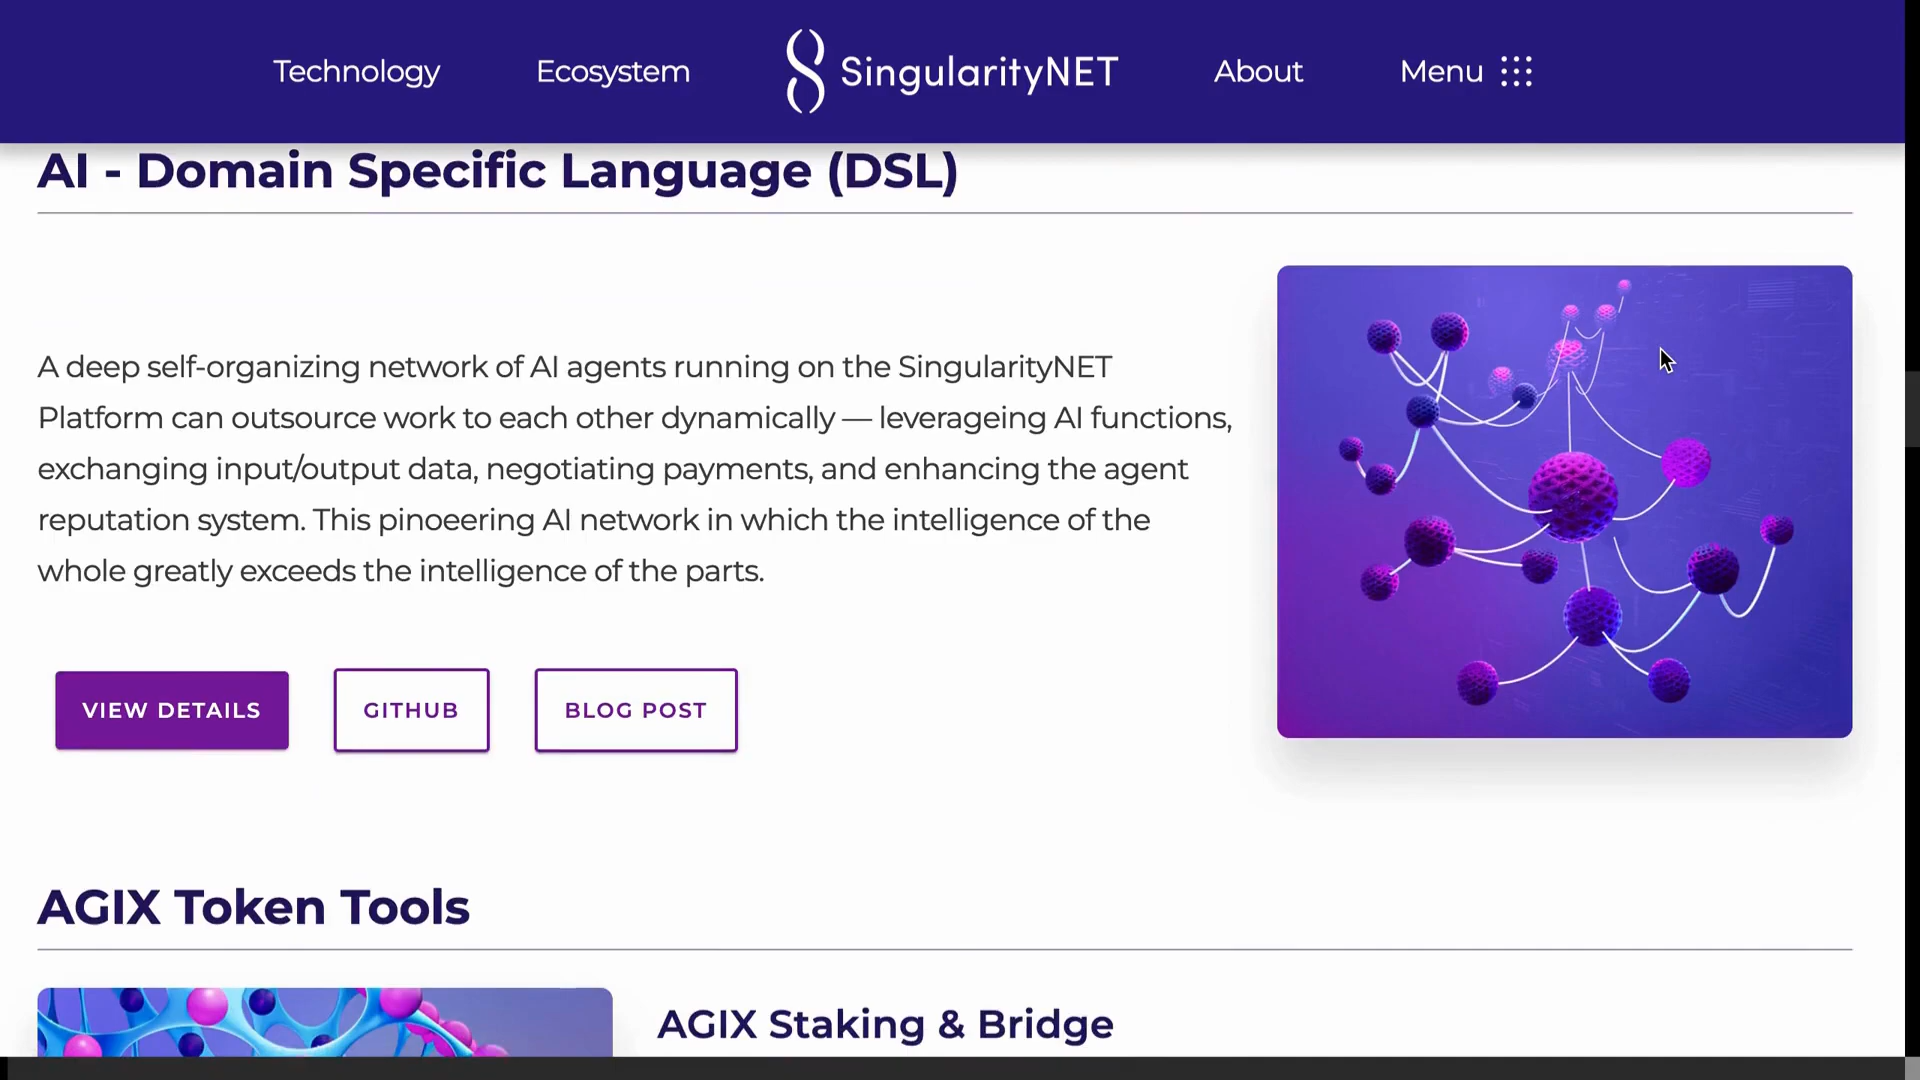 Technology
Ecosystem
SingularityNET
About
Menu
AI - Domain Specific Language (DSL)
A deep self-organizing network of AI agents running on the SingularityNET
Platform can outsource work to each other dynamically — leverageing AI functions,
exchanging input/output data, negotiating payments, and enhancing the agent
reputation system. This pinoeering AI network in which the intelligence of the
whole greatly exceeds the intelligence of the parts.
VIEW DETAILS
GITHUB
BLOG POST
AGIX Token Tools
AGIX Staking & Bridge